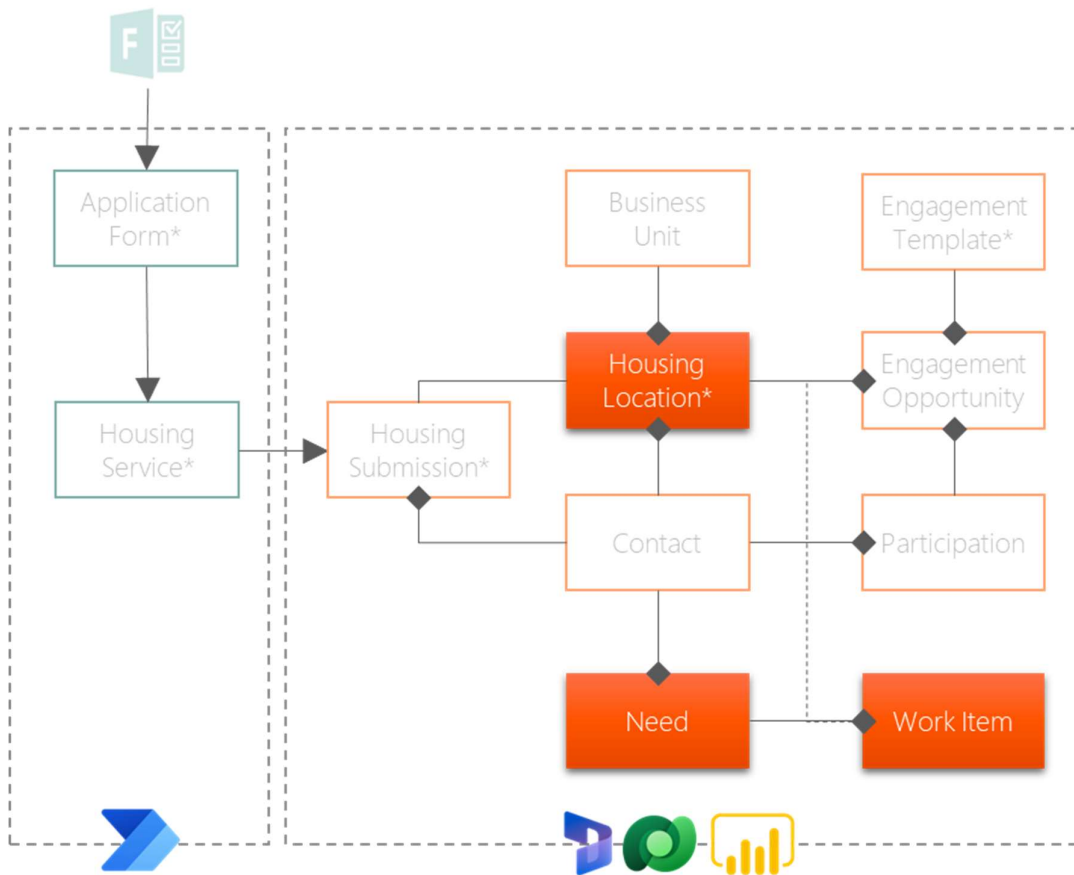 F
Application
Form*
Business
Unit
Engagement
Template*
Housing
Location*
Engagement
Opportunity
Housing
Service*
Housing
Submission*
Contact
Participation
Need
Work Item